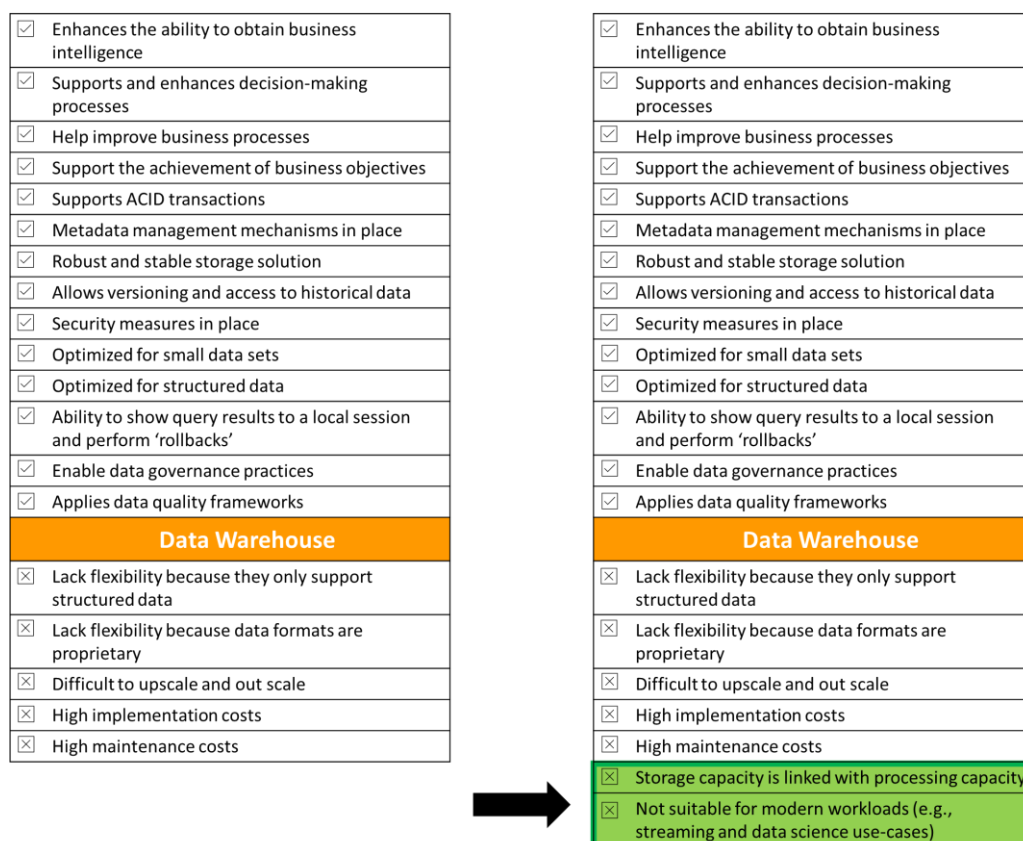 Enhances the ability to obtain business
intelligence
Supports and enhances decision-making
processes
Help improve business processes
Support the achievement of business objectives
Supports ACID transactions
Metadata management mechanisms in place
Robust and stable storage solution
Allows versioning and access to historical data
Security measures in place
Optimized for small data sets
Optimized for structured data
Ability to show query results to a local session
and perform ‘rollbacks’
Enable data governance practices
Applies data quality frameworks
Data Warehouse
Lack flexibility because they only support
structured data
Lack flexibility because data formats are
proprietary
Difficult to upscale and out scale
High implementation costs
High maintenance costs
Enhances the ability to obtain business
intelligence
Supports and enhances decision-making
processes
Help improve business processes
Support the achievement of business objectives
Supports ACID transactions
Metadata management mechanisms in place
Robust and stable storage solution
Allows versioning and access to historical data
Security measures in place
Optimized for small data sets
Optimized for structured data
Ability to show query results to a local session
and perform ‘rollbacks’
Enable data governance practices
Applies data quality frameworks
Data Warehouse
Lack flexibility because they only support
structured data
Lack flexibility because data formats are
proprietary
Difficult to upscale and out scale
High implementation costs
High maintenance costs
Storage capacity is linked with processing capacity
Not suitable for modern workloads (e.g.,
streaming and data science use-cases)